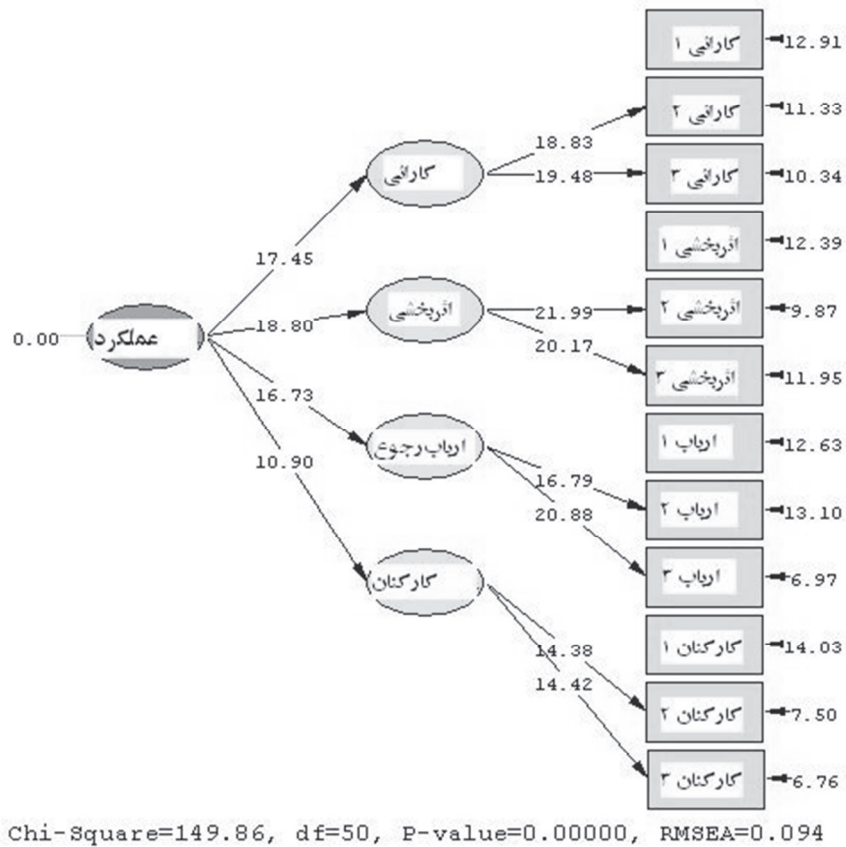 کارائی ۱
12.91
کارائی ۲
11.33
18.83
کارائی
19.48
کارائی ۳
10.34
17.45
اثربخشی ۱
12.39
0.00
عملکرد
18.80
اثربخشی
21.99
اثربخشی ۲
9.87
20.17
اثربخشی ۳
11.95
16.73
ارباب رجوع
ارباب ۱
12.63
10.90
16.79
ارباب ۲
13.10
20.88
ارباب ۳
6.97
کارکنان
کارکنان ۱
14.03
14.38
14.42
کارکنان ۲
7.50
کارکنان ۳
6.76
Chi-Square=149.86, df=50, P-value=0.00000, RMSEA=0.094